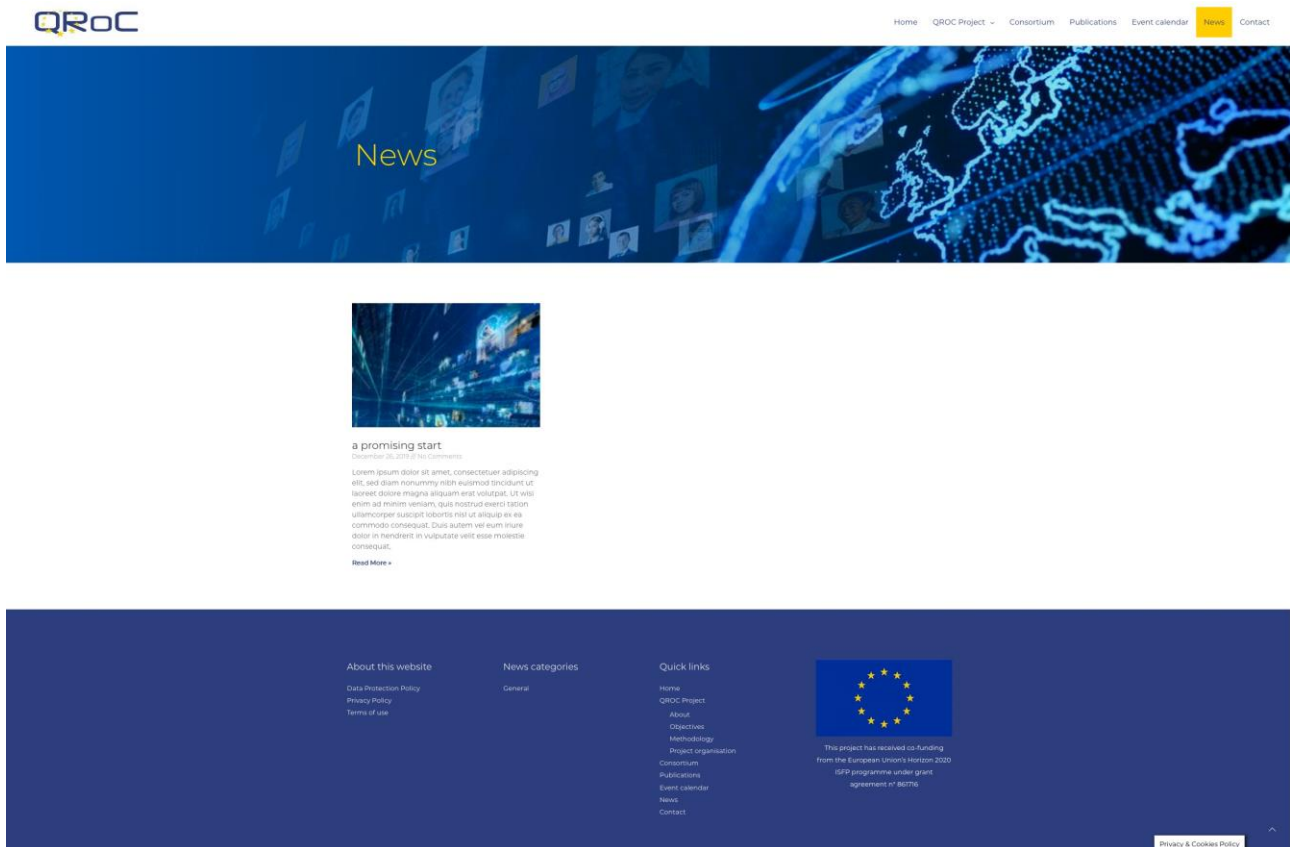 QRoC
Home QROC Project Consortium Publications Event calendar News Contact
News
a promising start
December 26, 2019 // No Comments
Lorem ipsum dolor sit amet, consectetuer adipiscing
elit, sed diam nonummy nibh euismod tincidunt ut
laoreet dolore magna aliquam erat volutpat. Ut wisi
enim ad minim veniam, quis nostrud exerci tation
ullamcorper suscipit lobortis nisl ut aliquip ex ea
commodo consequat. Duis autem vel eum iriure
dolor in hendrerit in vulputate velit esse molestie
consequat,
Read More »
About this website
Data Protection Policy
Privacy Policy
Terms of use
News categories
General
Quick links
Home
QROC Project
About
Objectives
Methodology
Project organisation
Consortium
Publications
Event calendar
News
Contact
This project has received co-funding
from the European Union's Horizon 2020
ISFP programme under grant
agreement n° 861716
Privacy & Cookies Policy